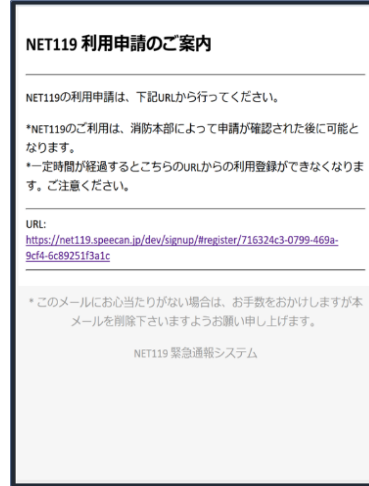 NET119 利用申請のご案内
NET119の利用申請は、下記URLから行ってください。
*NET119のご利用は、消防本部によって申請が確認された後に可能と
なります。
*一定時間が経過するとこちらのURLからの利用登録ができなくなりま
す。ご注意ください。
URL:
https://net119.speecan.jp/dev/signup/#register/716324c3-0799-469a-
9cf4-6c89251f3a1c
* このメールにお心当たりがない場合は、お手数をおかけしますが本
メールを削除下さいますようお願い申し上げます。
NET119 緊急通報システム